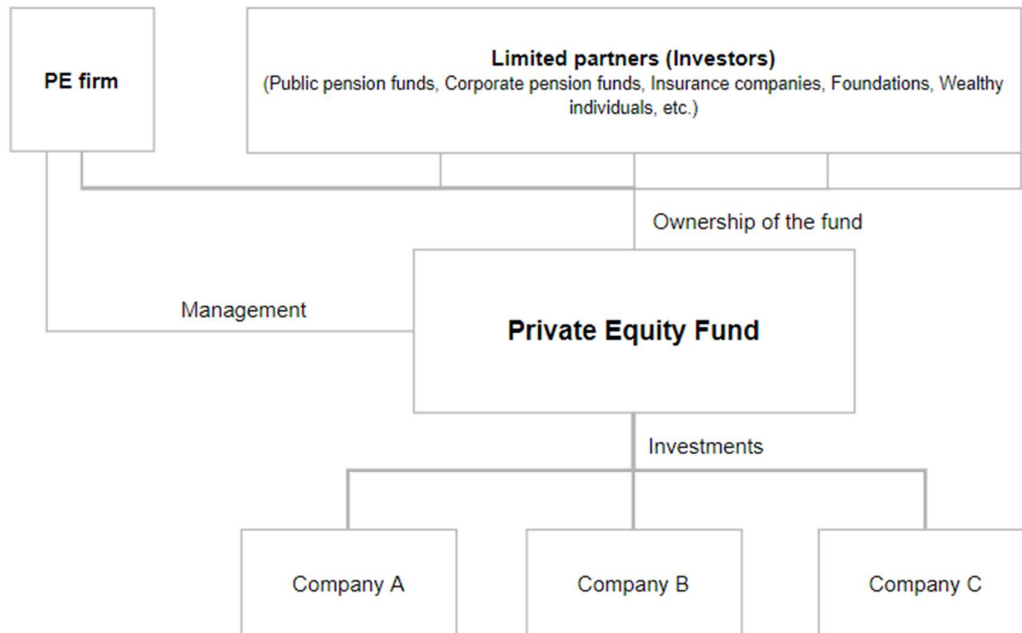 PE firm
Limited partners (Investors)
(Public pension funds, Corporate pension funds, Insurance companies, Foundations, Wealthy
individuals, etc.)
Ownership of the fund
Management
Private Equity Fund
Investments
Company A
Company B
Company C